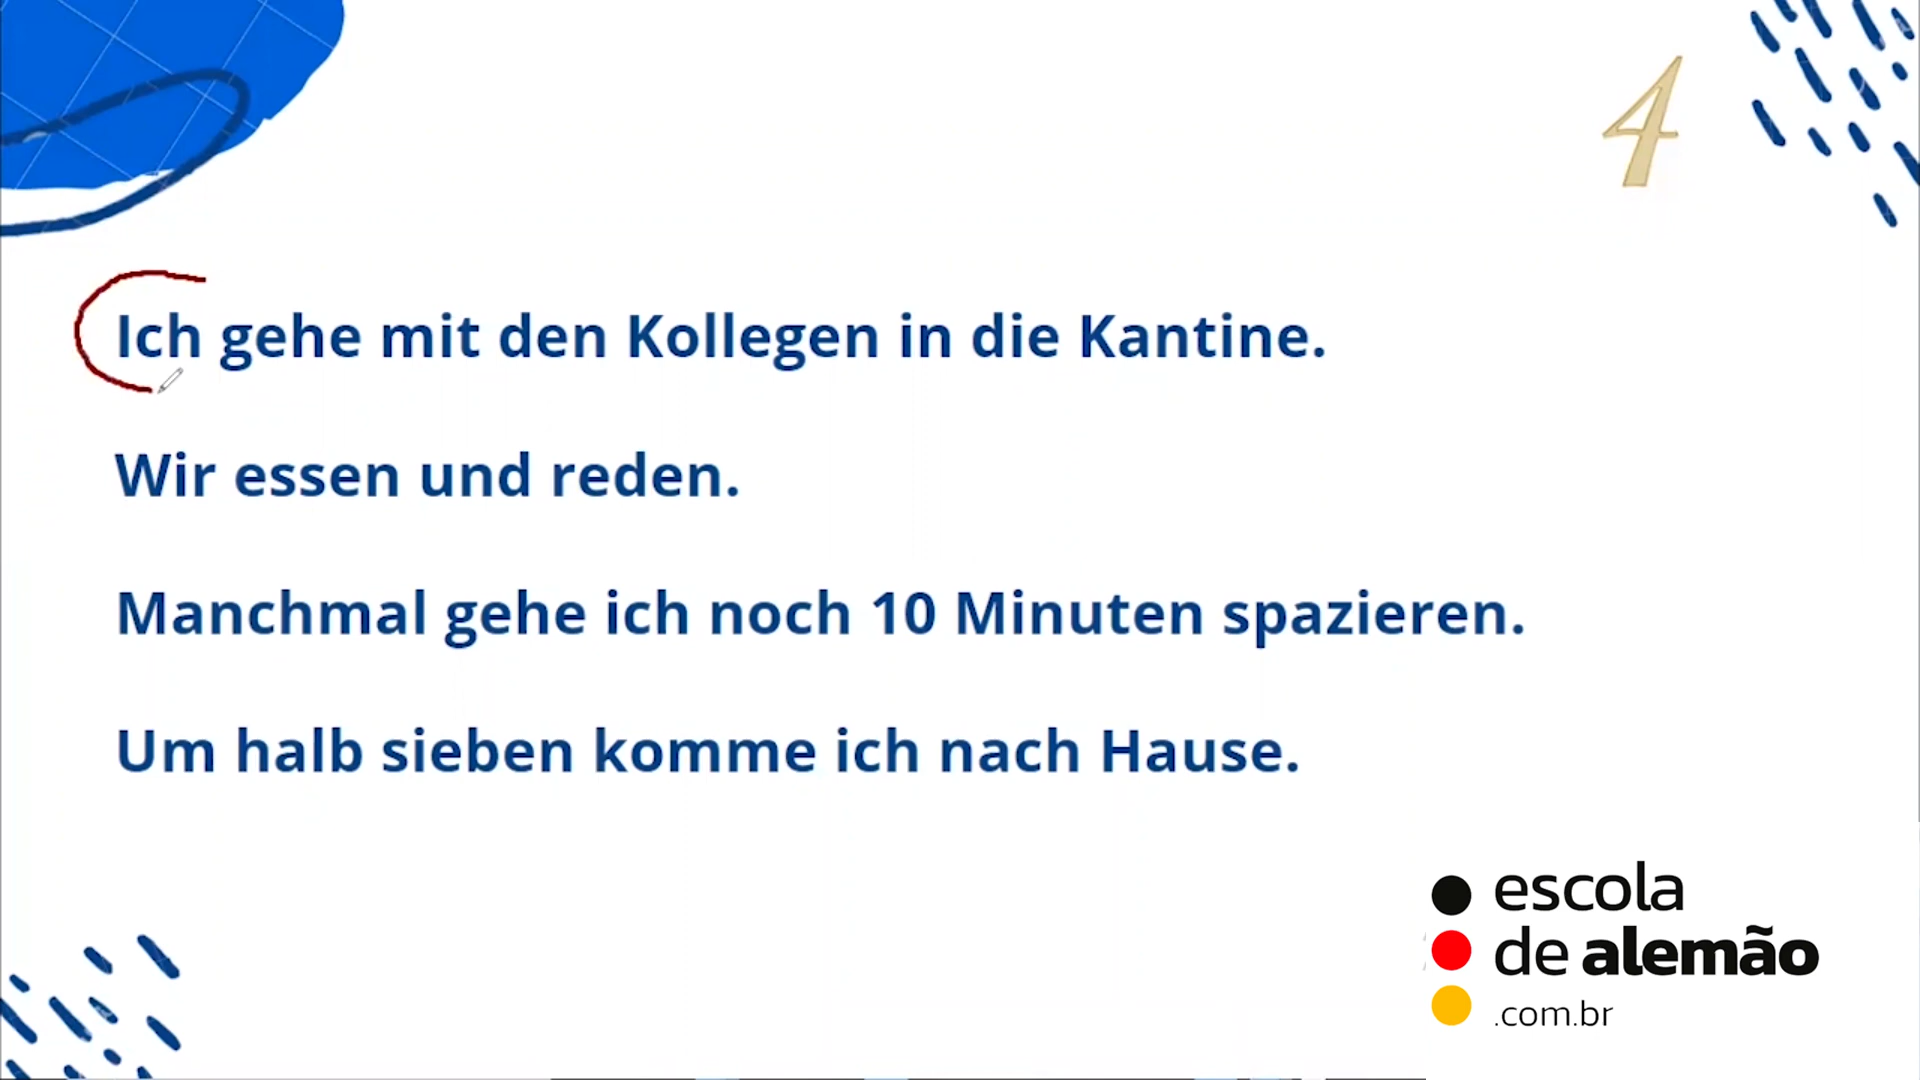 4
Ich gehe mit den Kollegen in die Kantine.
Wir essen und reden.
Manchmal gehe ich noch 10 Minuten spazieren.
Um halb sieben komme ich nach Hause.
escola
de alemão
.com.br